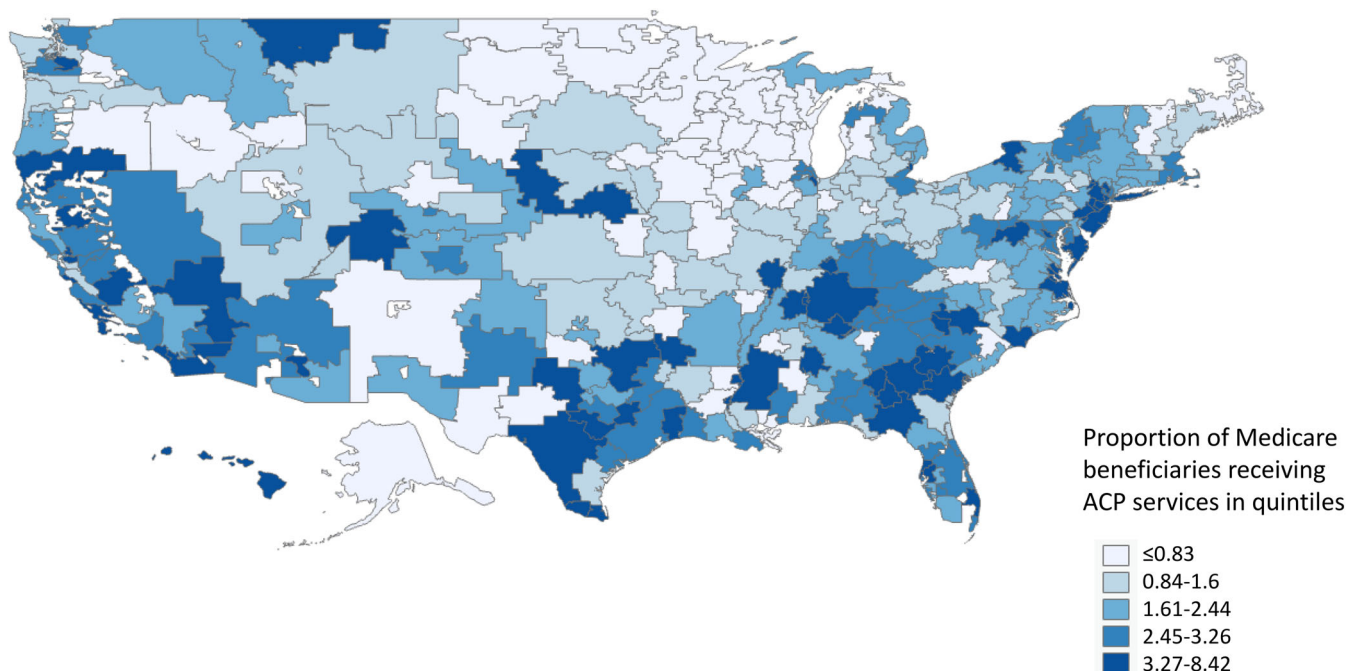 Proportion of Medicare
beneficiaries receiving
ACP services in quintiles
≤0.83
0.84-1.6
1.61-2.44
2.45-3.26
3.27-8.42